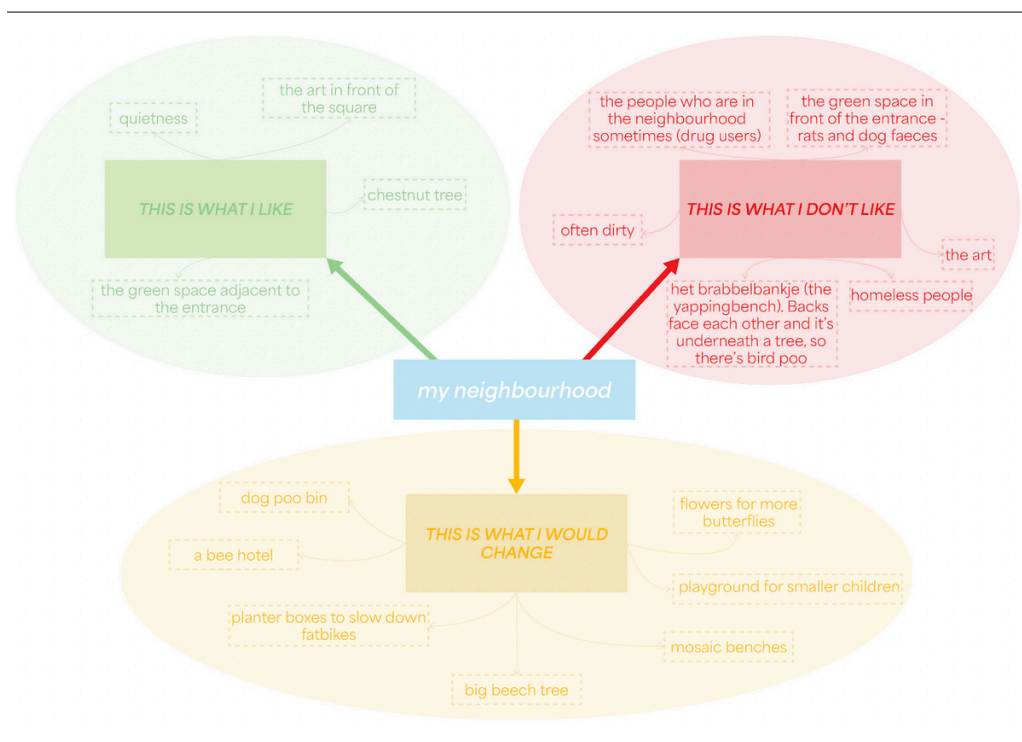 the art in front of
the square
quietness
THIS IS WHAT I LIKE
chestnut tree
the green space adjacent to
the entrance
the people who are in
the neighbourhood
sometimes (drug users)
the green space in
front of the entrance -
rats and dog faeces
THIS IS WHAT I DON'T LIKE
often dirty
the art
het brabbelbankje (the
yappingbench). Backs
face each other and it's
underneath a tree, so
there's bird poo
homeless people
my neighbourhood
dog poo bin
flowers for more
butterflies
THIS IS WHAT I WOULD
CHANGE
a bee hotel
playground for smaller children
planter boxes to slow down
fatbikes
mosaic benches
big beech tree